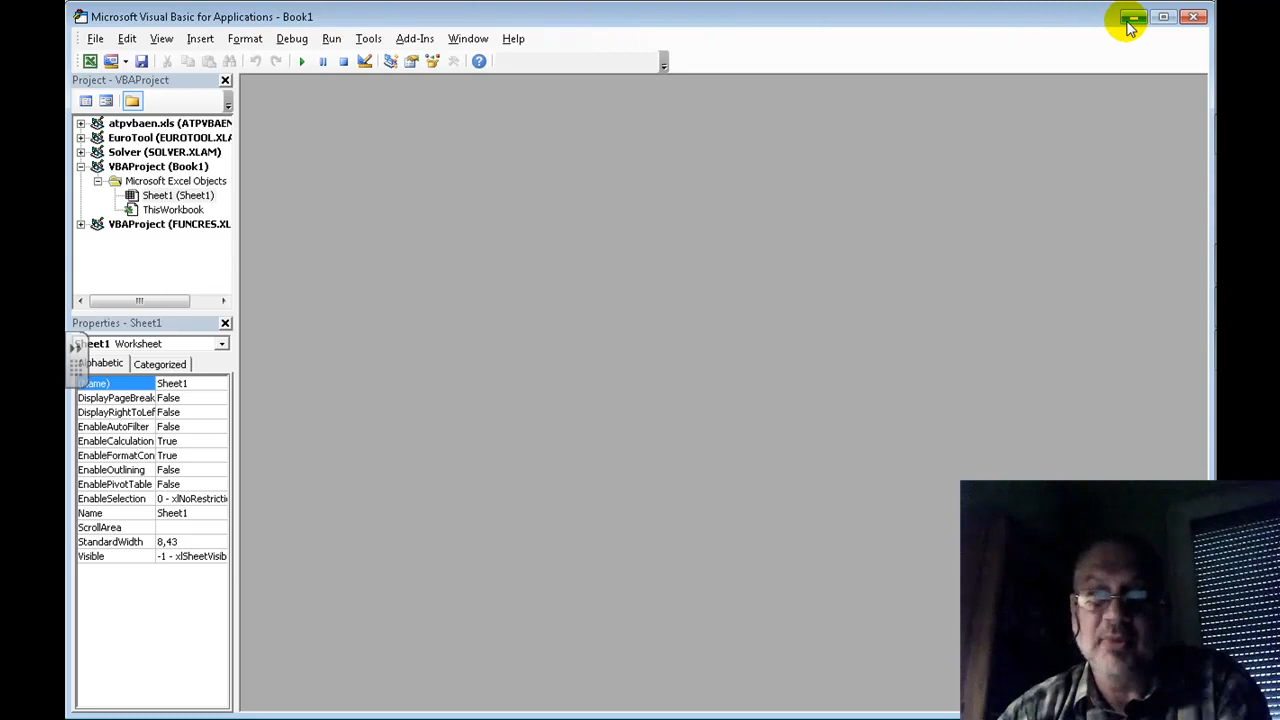 Microsoft Visual Basic for Applications - Book1
File Edit View Insert Format Debug Run Tools Add-Ins Window Help
Project - VBAProject
atpvbaen.xls (ATPVBAEN
EuroTool (EUROTOOL.XLA
Solver (SOLVER.XLAM)
VBAProject (Book1)
Microsoft Excel Objects
Sheet1 (Sheet1)
ThisWorkbook
VBAProject (FUNCRES.XL
Properties - Sheet1
Sheet1 Worksheet
Alphabetic Categorized
(Name) Sheet1
DisplayPageBreak False
DisplayRightToLef False
EnableAutoFilter False
EnableCalculation True
EnableFormatCon True
EnableOutlining False
EnablePivotTable False
EnableSelection 0 - xlNoRestricti
Name Sheet1
ScrollArea
StandardWidth 8,43
Visible -1 - xlSheetVisib